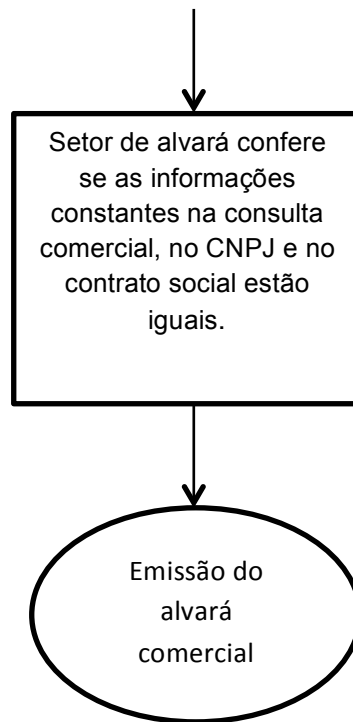 Setor de alvará confere
se as informações
constantes na consulta
comercial, no CNPJ e no
contrato social estão
iguais.
Emissão do
alvará
comercial